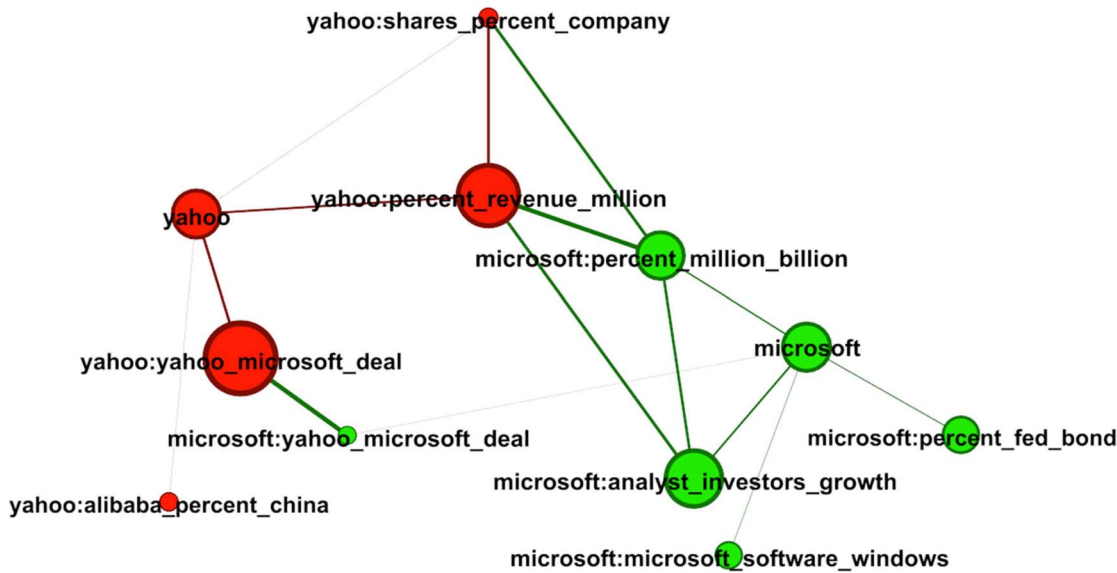 yahoo:shares_percent_company
yahoo:percent_revenue_million
yahoo
microsoft:percent_million_billion
microsoft
yahoo:yahoo_microsoft_deal
microsoft:yahoo_microsoft_deal
microsoft:percent_fed_bond
microsoft:analyst_investors_growth
yahoo:alibaba_percent_china
microsoft:microsoft_software_windows